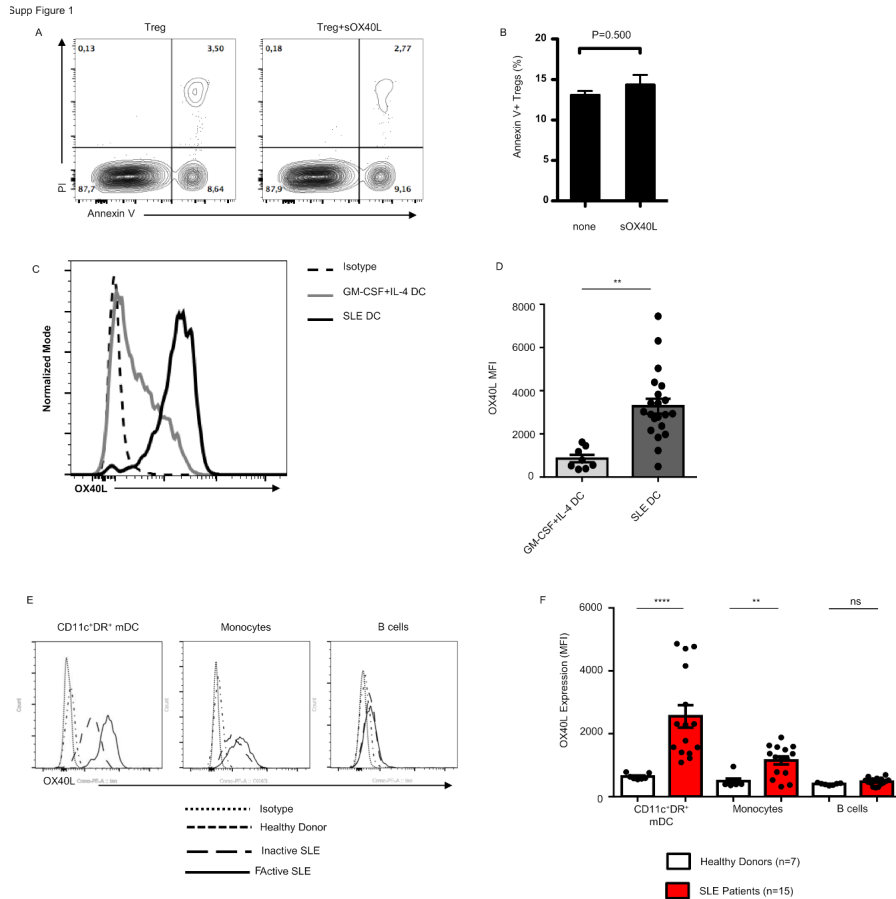 Supp Figure 1
A
Treg
Treg+sOX40L
0,13
3,50
0,18
2,77
87,7
8,64
87,9
9,16
PI
Annexin V
B
P=0.500
20
15
10
5
0
Annexin V+ Tregs (%)
none
sOX40L
C
Isotype
GM-CSF+IL-4 DC
SLE DC
Normalized Mode
OX40L
D
**
8000
6000
4000
2000
0
OX40L MFI
GM-CSF+IL-4 DC
SLE DC
E
CD11c⁺DR⁺ mDC
Monocytes
B cells
Count
Count
Count
OX40L
Isotype
Healthy Donor
Inactive SLE
FActive SLE
F
****
**
ns
6000
4000
2000
0
OX40L Expression (MFI)
CD11c⁺DR⁺
mDC
Monocytes
B cells
Healthy Donors (n=7)
SLE Patients (n=15)